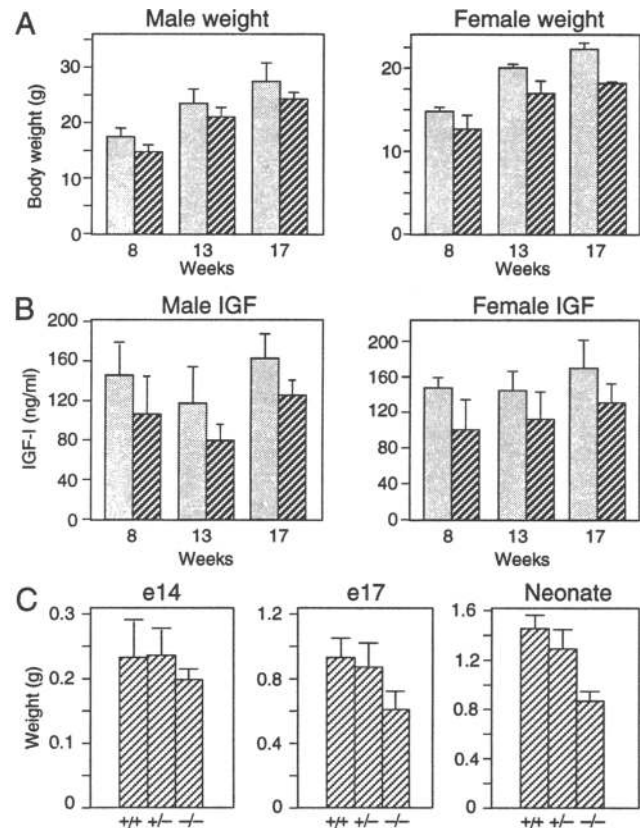 A
Male weight
Female weight
Body weight (g)
30
20
10
0
20
10
0
8 13 17
8 13 17
Weeks
Weeks
B
Male IGF
Female IGF
IGF-I (ng/ml)
200
160
120
80
40
0
200
160
120
80
40
0
8 13 17
8 13 17
Weeks
Weeks
C
e14
e17
Neonate
Weight (g)
0.3
0.2
0.1
0
1.2
0.8
0.4
0
1.6
1.2
0.8
0.4
0
+/+ +/– –/–
+/+ +/– –/–
+/+ +/– –/–